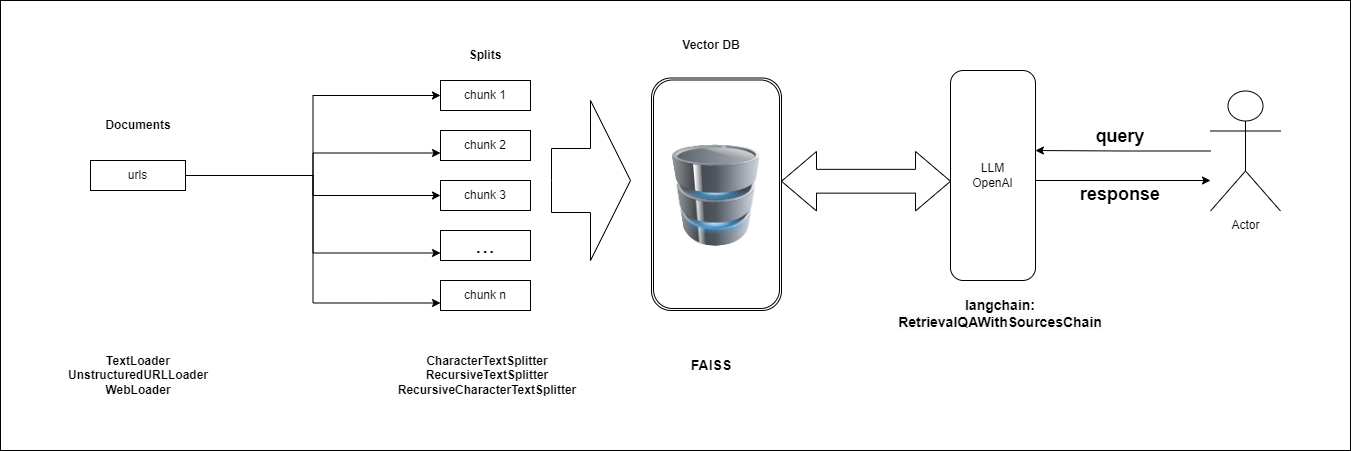 Documents
urls
TextLoader
UnstructuredURLLoader
WebLoader
Splits
chunk 1
chunk 2
chunk 3
...
chunk n
CharacterTextSplitter
RecursiveTextSplitter
RecursiveCharacterTextSplitter
Vector DB
FAISS
LLM
OpenAI
langchain:
RetrievalQAWithSourcesChain
query
response
Actor